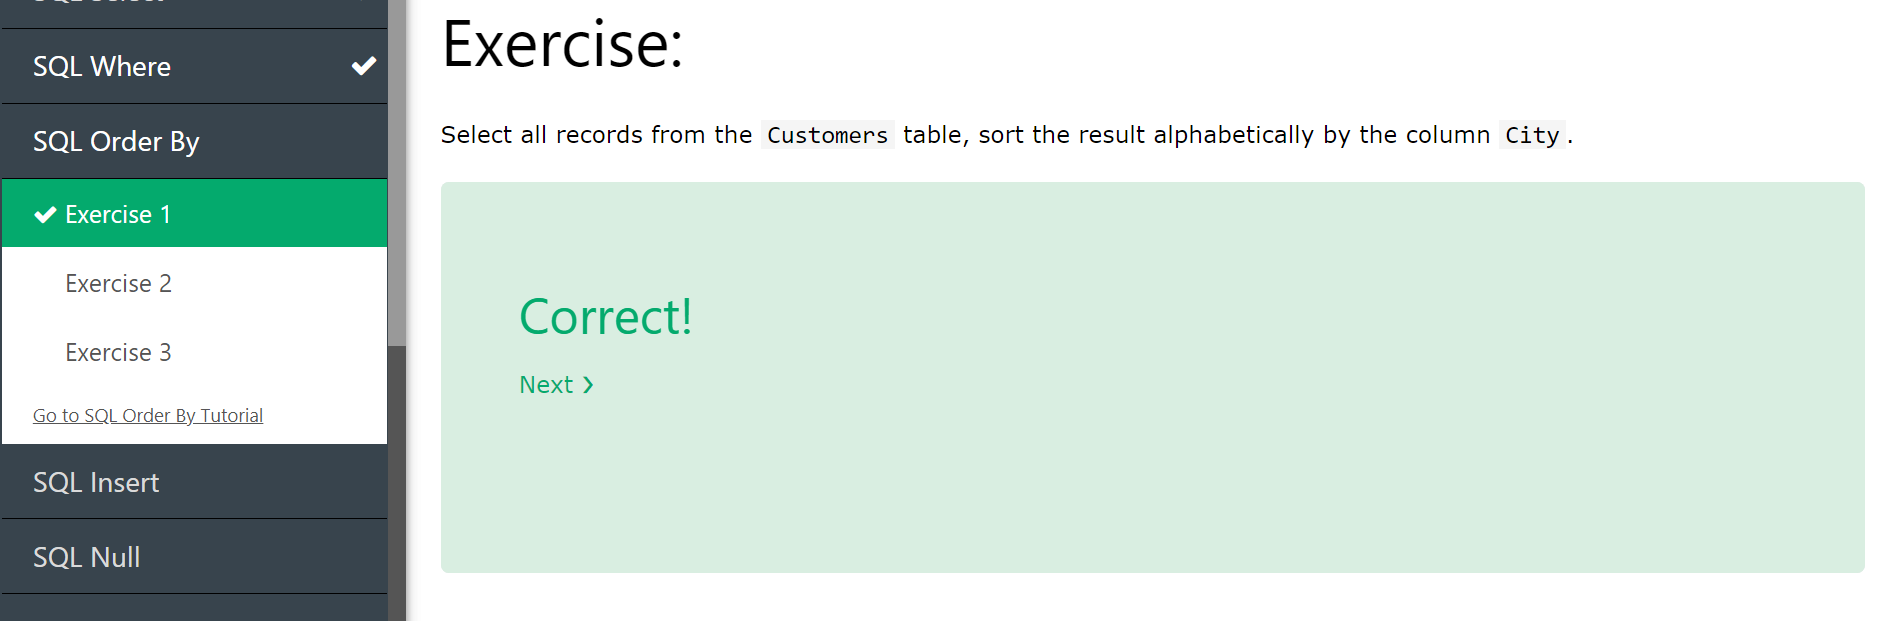 SQL Where
SQL Order By
Exercise 1
Exercise 2
Exercise 3
Go to SQL Order By Tutorial
SQL Insert
SQL Null
Exercise:
Select all records from the Customers table, sort the result alphabetically by the column City.
Correct!
Next ❯